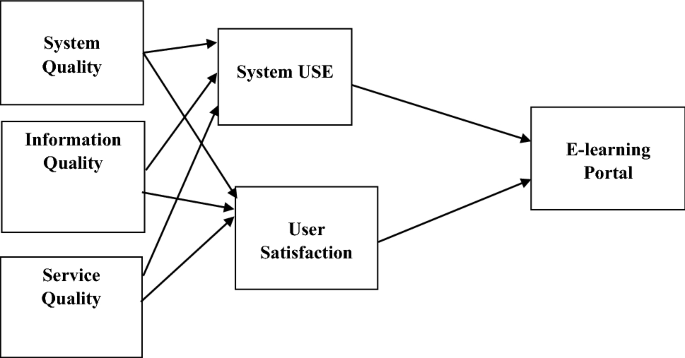 System
Quality
System USE
Information
Quality
E-learning
Portal
User
Satisfaction
Service
Quality